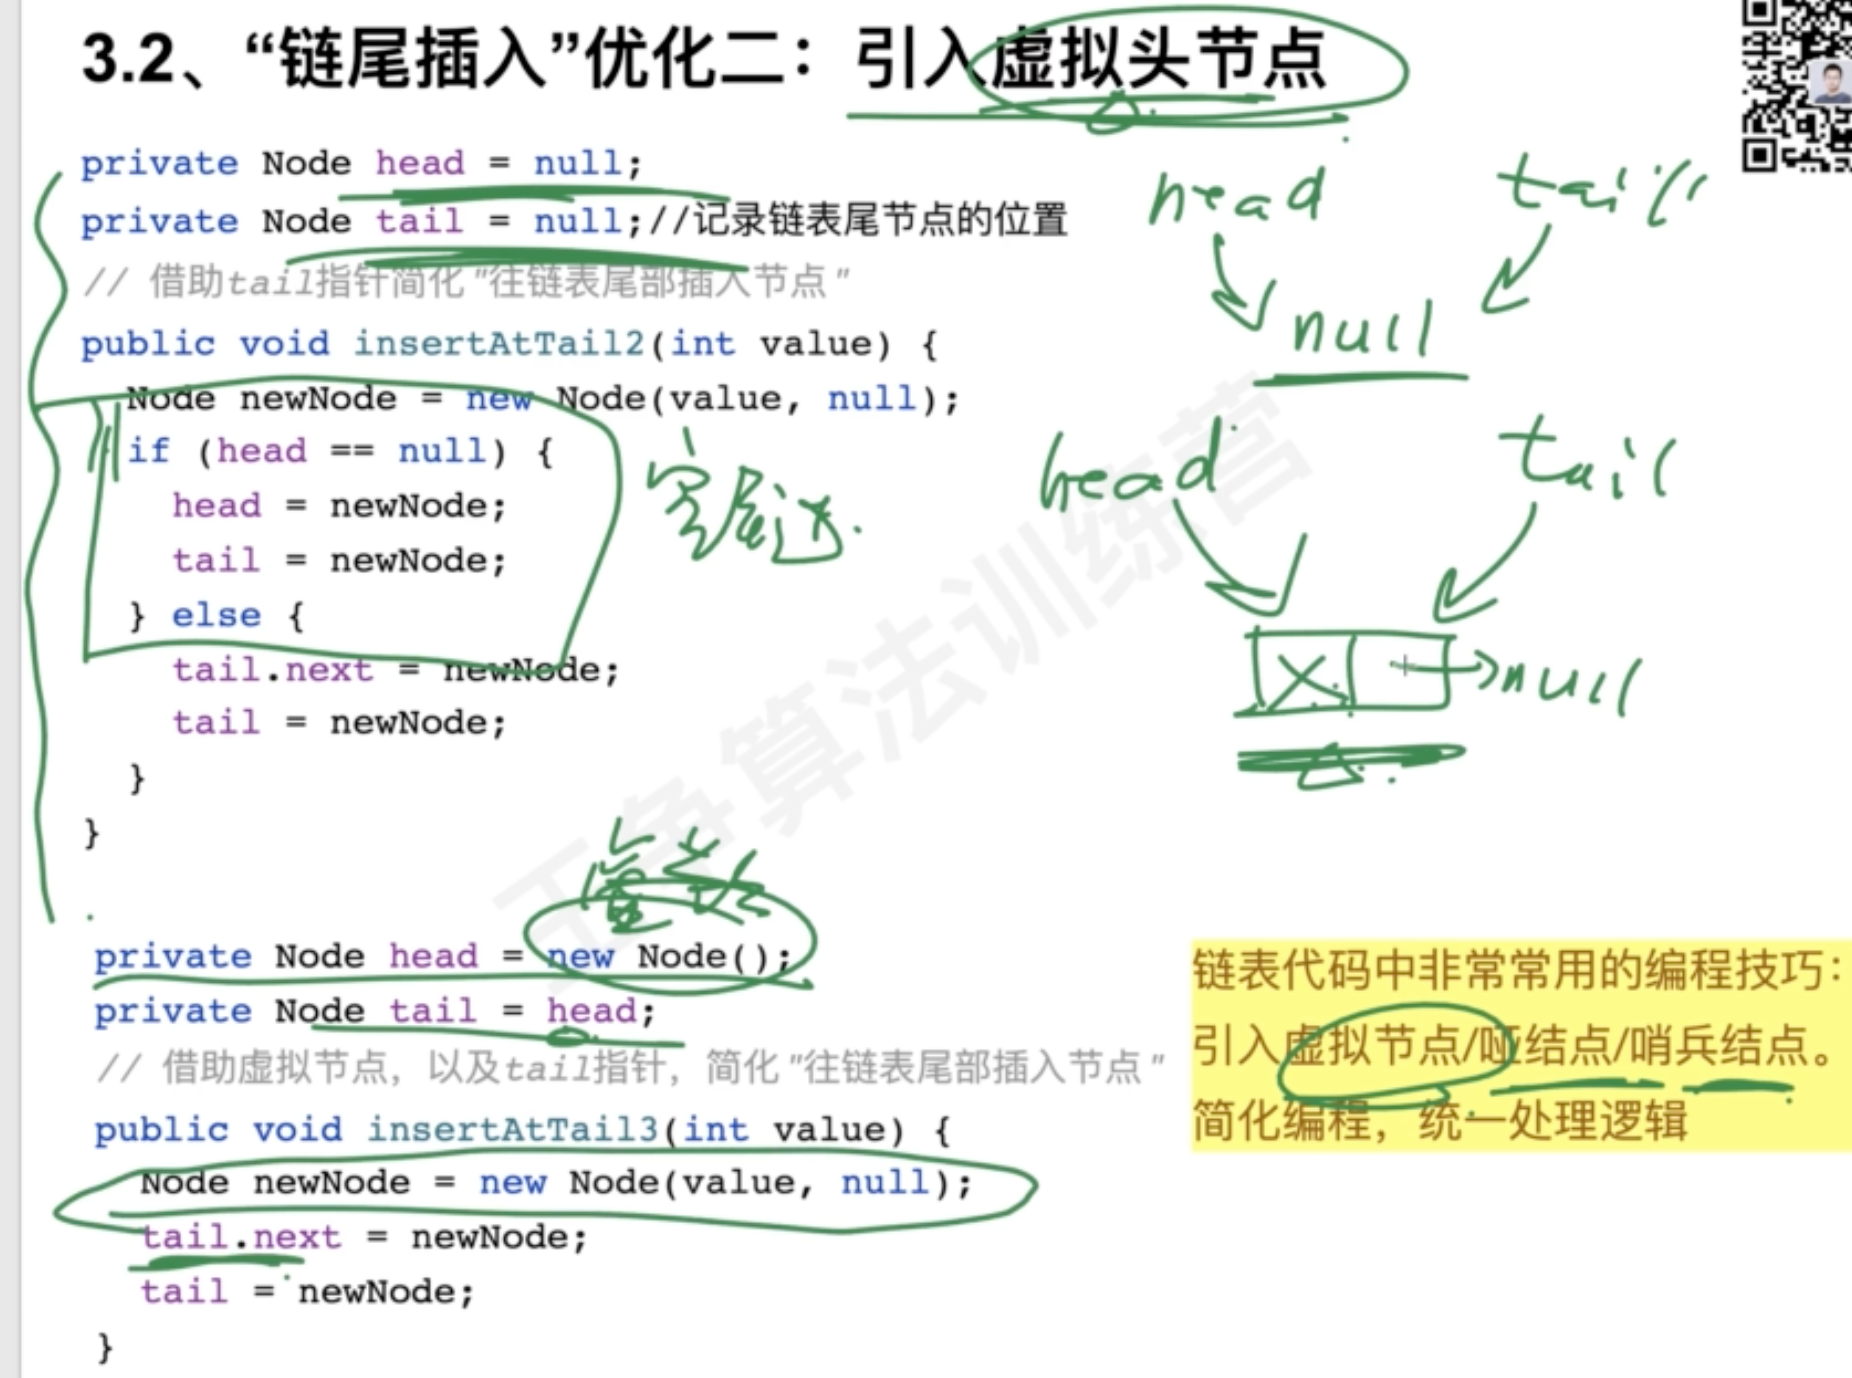 3.2、“链尾插入”优化二：引入虚拟头节点
private Node head = null;
private Node tail = null;//记录链表尾节点的位置
// 借助tail指针简化"往链表尾部插入节点"
public void insertAtTail2(int value) {
Node newNode = new Node(value, null);
if (head == null) {
head = newNode;
tail = newNode;
} else {
tail.next = newNode;
tail = newNode;
}
}
private Node head = new Node();
private Node tail = head;
// 借助虚拟节点，以及tail指针，简化"往链表尾部插入节点"
public void insertAtTail3(int value) {
Node newNode = new Node(value, null);
tail.next = newNode;
tail = newNode;
}
head tail
null
head tail
null
链表代码中非常常用的编程技巧：
引入虚拟节点/哑结点/哨兵结点。
简化编程，统一处理逻辑
王争算法训练营